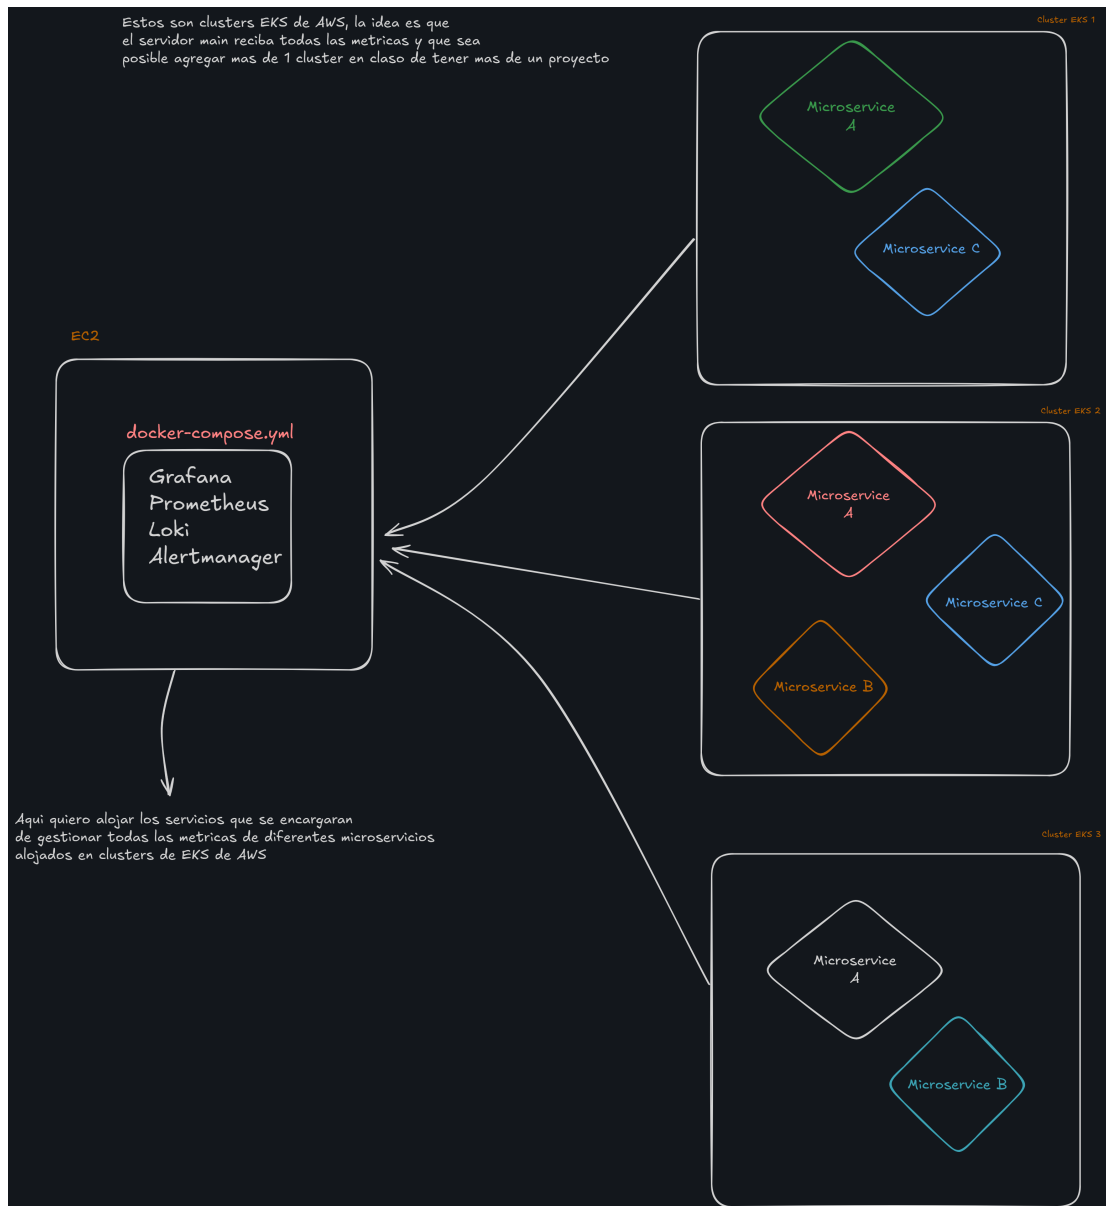 Estos son clusters EKS de AWS, la idea es que
el servidor main reciba todas las metricas y que sea
posible agregar mas de 1 cluster en claso de tener mas de un proyecto
Cluster EKS 1
Microservice
A
Microservice C
EC2
docker-compose.yml
Grafana
Prometheus
Loki
Alertmanager
Cluster EKS 2
Microservice
A
Microservice C
Microservice B
Aqui quiero alojar los servicios que se encargaran
de gestionar todas las metricas de diferentes microservicios
alojados en clusters de EKS de AWS
Cluster EKS 3
Microservice
A
Microservice B